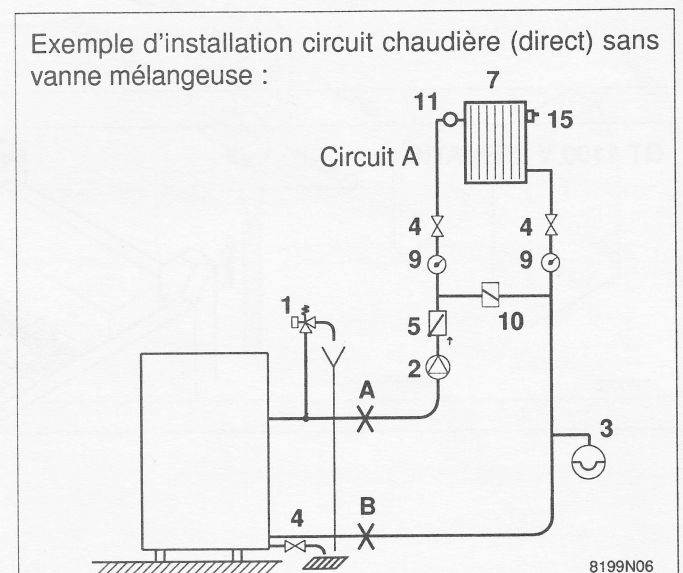 Exemple d'installation circuit chaudière (direct) sans
vanne mélangeuse :
7
11
15
Circuit A
4
4
9
9
1
5
10
2
A
3
B
4
8199N06